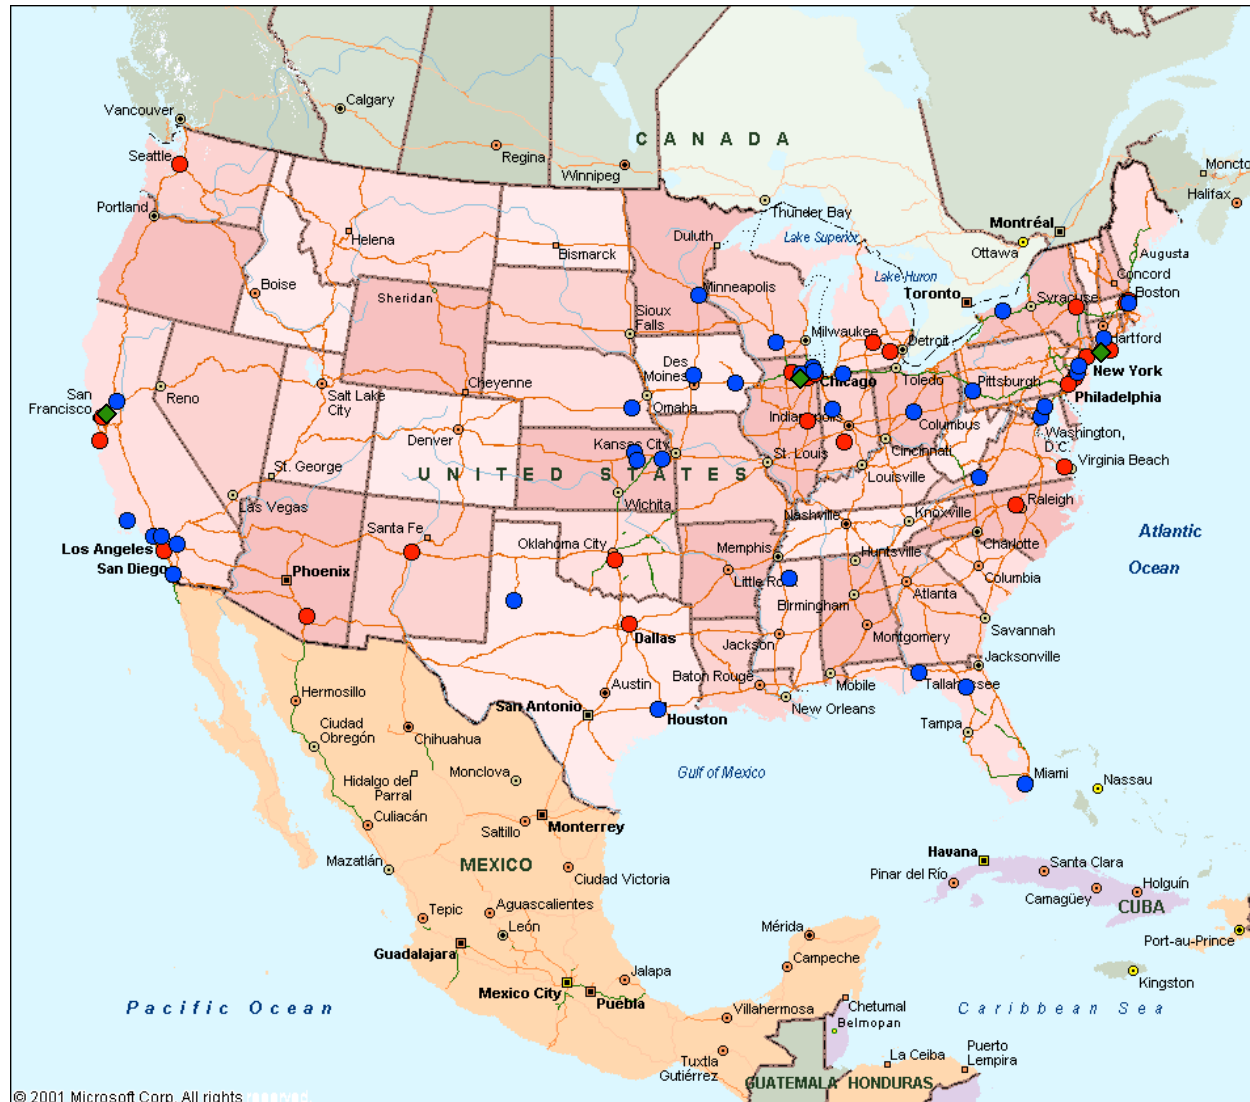 Calgary
Vancouver
CANADA
Regina
Seattle
Winnipeg
Moncto
Halifax
Portland
Thunder Bay
Montréal
Duluth
Lake Superior
Helena
Ottawa
Augusta
Bismarck
Lake Huron
Concord
Boise
Minneapolis
Toronto
Boston
Sheridan
Syracuse
Sioux
Falls
Milwaukee
Detroit
Hartford
Des
Moines
New York
Cheyenne
Chicago
Toledo
Pittsburgh
San
Francisco
Reno
Salt Lake
City
Omaha
Philadelphia
Indianapolis
Columbus
Denver
Kansas City
Washington,
D.C.
Cincinnati
St. George
UNITED STATES
St. Louis
Virginia Beach
Louisville
Las Vegas
Wichita
Raleigh
Nashville
Knoxville
Santa Fe
Atlantic
Ocean
Los Angeles
Oklahoma City
Memphis
Huntsville
Charlotte
San Diego
Phoenix
Little Rock
Columbia
Birmingham
Atlanta
Savannah
Dallas
Jackson
Montgomery
Jacksonville
Baton Rouge
Mobile
Tallahassee
Hermosillo
Austin
New Orleans
San Antonio
Houston
Tampa
Ciudad
Obregón
Chihuahua
Gulf of Mexico
Miami
Nassau
Hidalgo del
Parral
Monclova
Culiacán
Saltillo
Monterrey
Havana
Mazatlán
MEXICO
Santa Clara
Pinar del Río
Ciudad Victoria
Holguín
Camagüey
CUBA
Aguascalientes
Tepic
León
Mérida
Port-au-Prince
Guadalajara
Campeche
Jalapa
Kingston
Mexico City
Puebla
Pacific Ocean
Villahermosa
Chetumal
Caribbean Sea
Belmopan
Tuxtla
Gutiérrez
La Ceiba
Puerto
Lempira
GUATEMALA HONDURAS
© 2001 Microsoft Corp. All rights reserved.